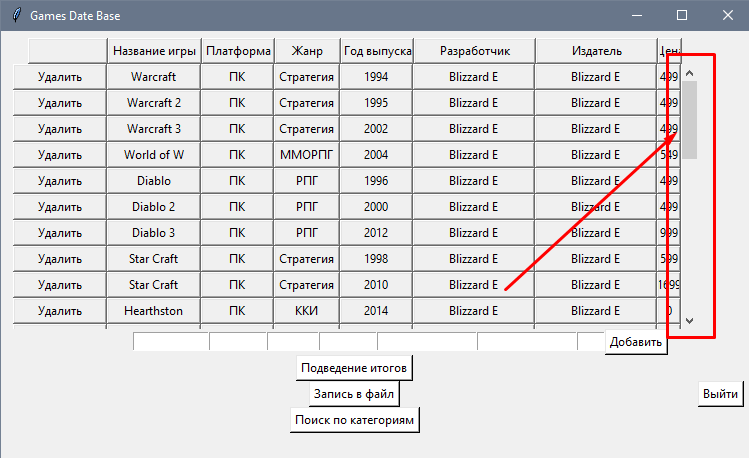 Games Date Base
Название игры Платформа Жанр Год выпуска Разработчик Издатель Цена
Удалить Warcraft ПК Стратегия 1994 Blizzard E Blizzard E 499
Удалить Warcraft 2 ПК Стратегия 1995 Blizzard E Blizzard E 499
Удалить Warcraft 3 ПК Стратегия 2002 Blizzard E Blizzard E 499
Удалить World of W ПК ММОРПГ 2004 Blizzard E Blizzard E 549
Удалить Diablo ПК РПГ 1996 Blizzard E Blizzard E 499
Удалить Diablo 2 ПК РПГ 2000 Blizzard E Blizzard E 499
Удалить Diablo 3 ПК РПГ 2012 Blizzard E Blizzard E 999
Удалить Star Craft ПК Стратегия 1998 Blizzard E Blizzard E 599
Удалить Star Craft ПК Стратегия 2010 Blizzard E Blizzard E 1699
Удалить Hearthston ПК ККИ 2014 Blizzard E Blizzard E 0
Добавить
Подведение итогов
Запись в файл Выйти
Поиск по категориям